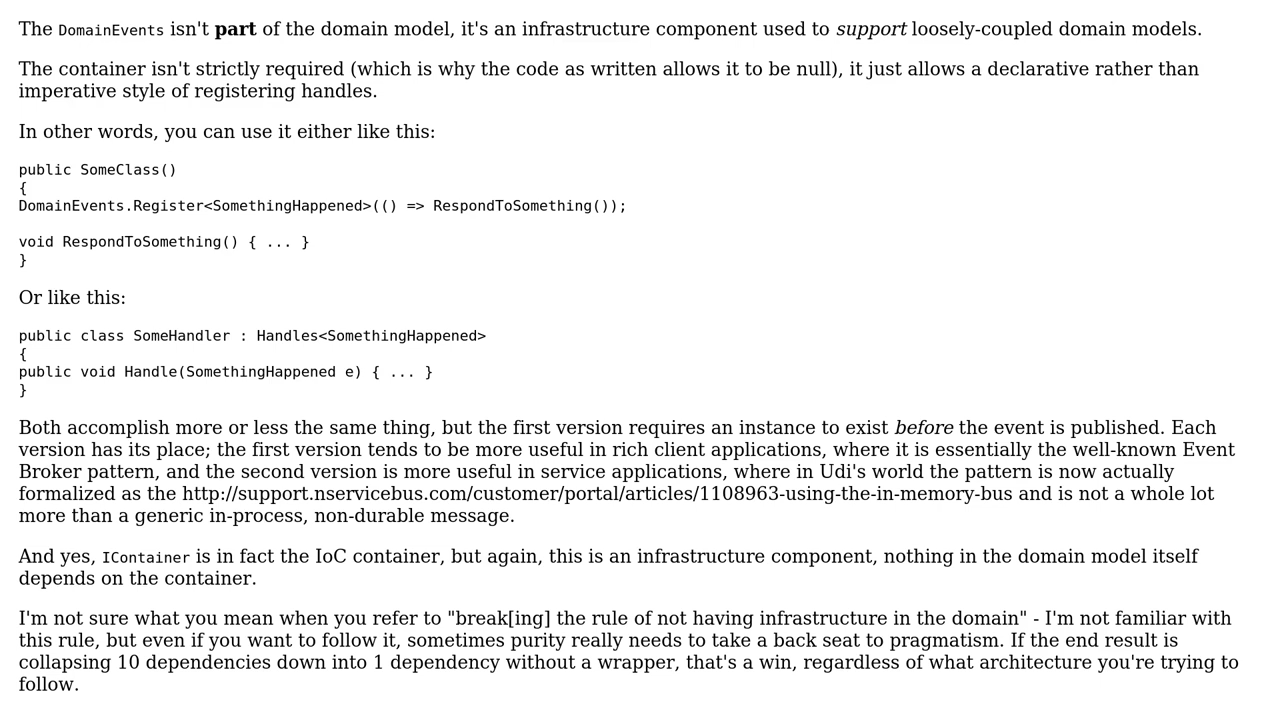 The DomainEvents isn't part of the domain model, it's an infrastructure component used to support loosely-coupled domain models.
The container isn't strictly required (which is why the code as written allows it to be null), it just allows a declarative rather than
imperative style of registering handles.
In other words, you can use it either like this:
public SomeClass()
{
DomainEvents.Register<SomethingHappened>(() => RespondToSomething());
void RespondToSomething() { ... }
}
Or like this:
public class SomeHandler : Handles<SomethingHappened>
{
public void Handle(SomethingHappened e) { ... }
}
Both accomplish more or less the same thing, but the first version requires an instance to exist before the event is published. Each
version has its place; the first version tends to be more useful in rich client applications, where it is essentially the well-known Event
Broker pattern, and the second version is more useful in service applications, where in Udi's world the pattern is now actually
formalized as the http://support.nservicebus.com/customer/portal/articles/1108963-using-the-in-memory-bus and is not a whole lot
more than a generic in-process, non-durable message.
And yes, IContainer is in fact the IoC container, but again, this is an infrastructure component, nothing in the domain model itself
depends on the container.
I'm not sure what you mean when you refer to "break[ing] the rule of not having infrastructure in the domain" - I'm not familiar with
this rule, but even if you want to follow it, sometimes purity really needs to take a back seat to pragmatism. If the end result is
collapsing 10 dependencies down into 1 dependency without a wrapper, that's a win, regardless of what architecture you're trying to
follow.